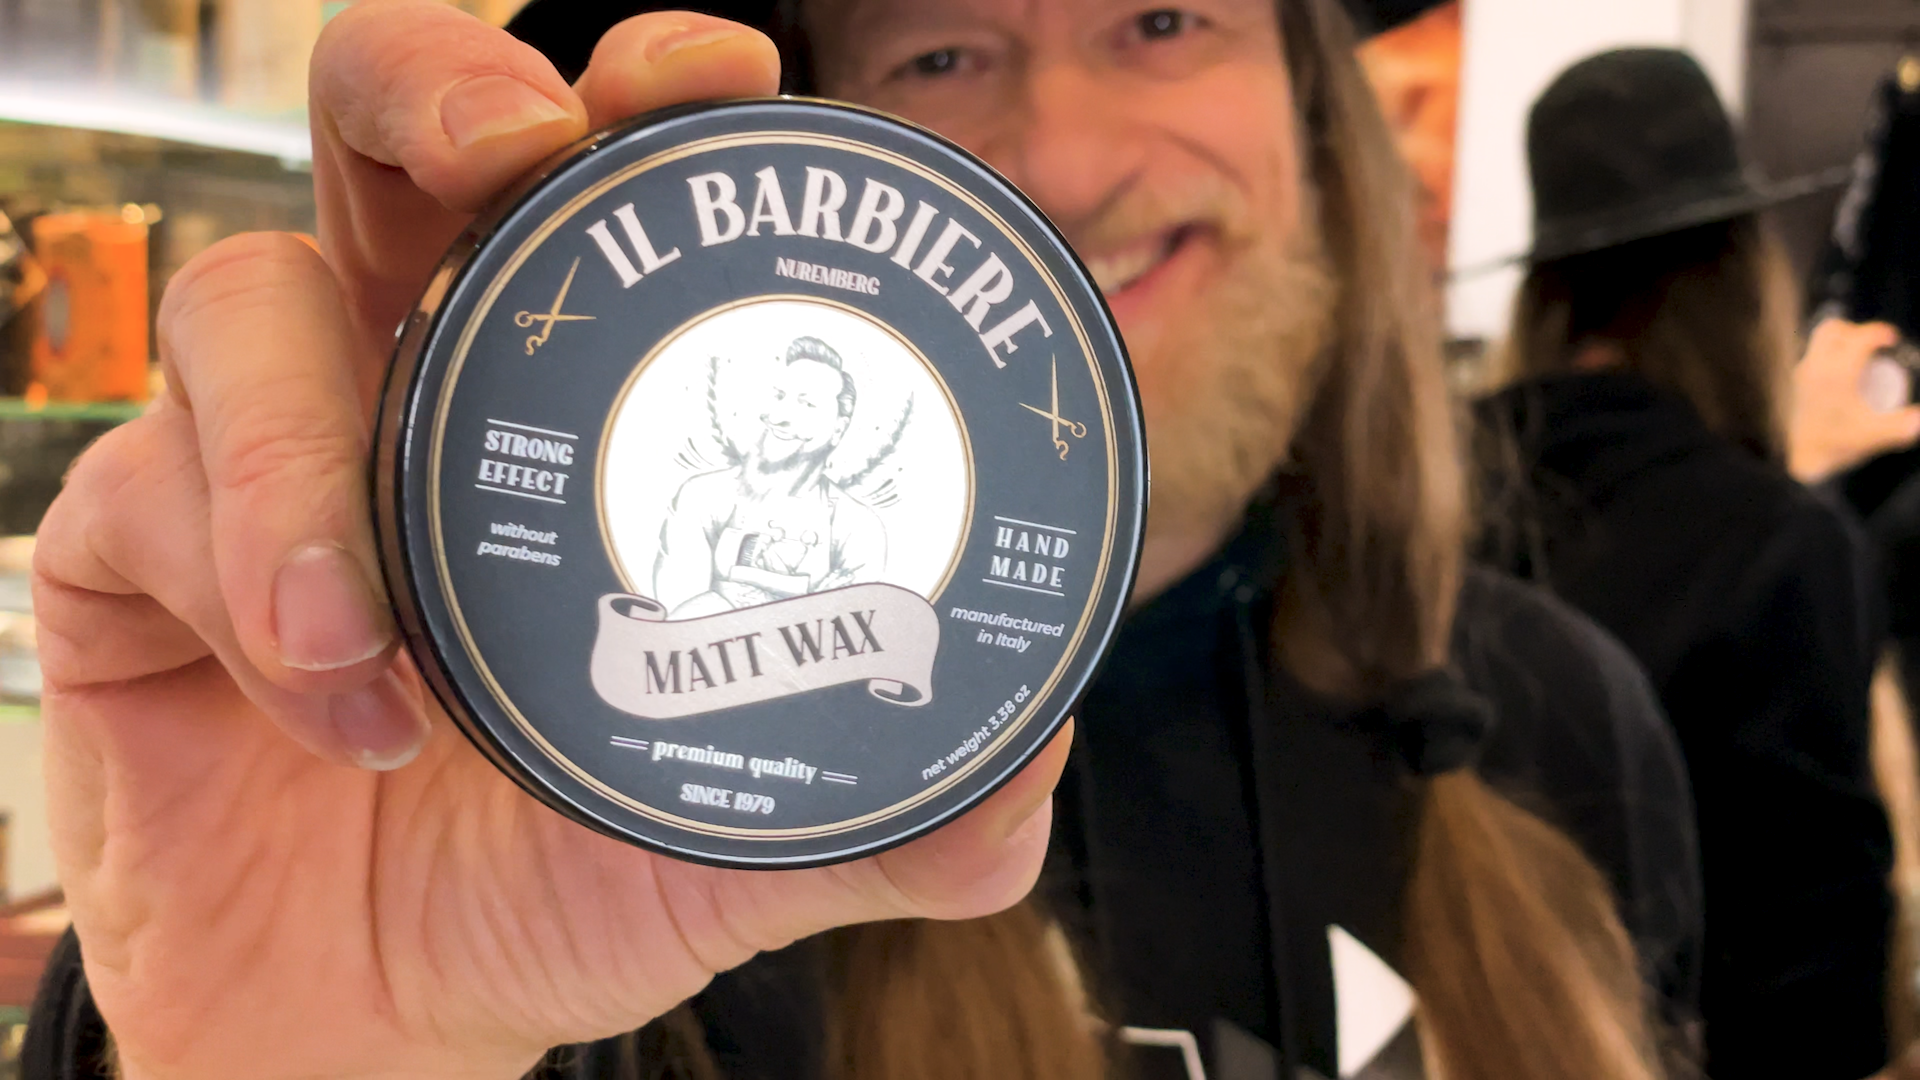 IL BARBIERE
NUREMBERG
STRONG
EFFECT
without
parabens
HAND
MADE
manufactured
in Italy
MATT WAX
net weight 3.38 oz
premium quality
SINCE 1979